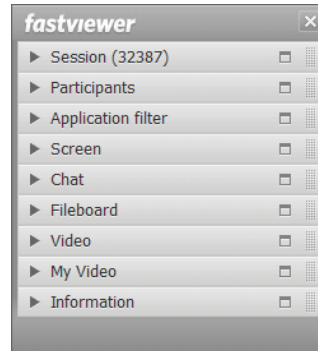 fastviewer
Session (32387)
Participants
Application filter
Screen
Chat
Fileboard
Video
My Video
Information